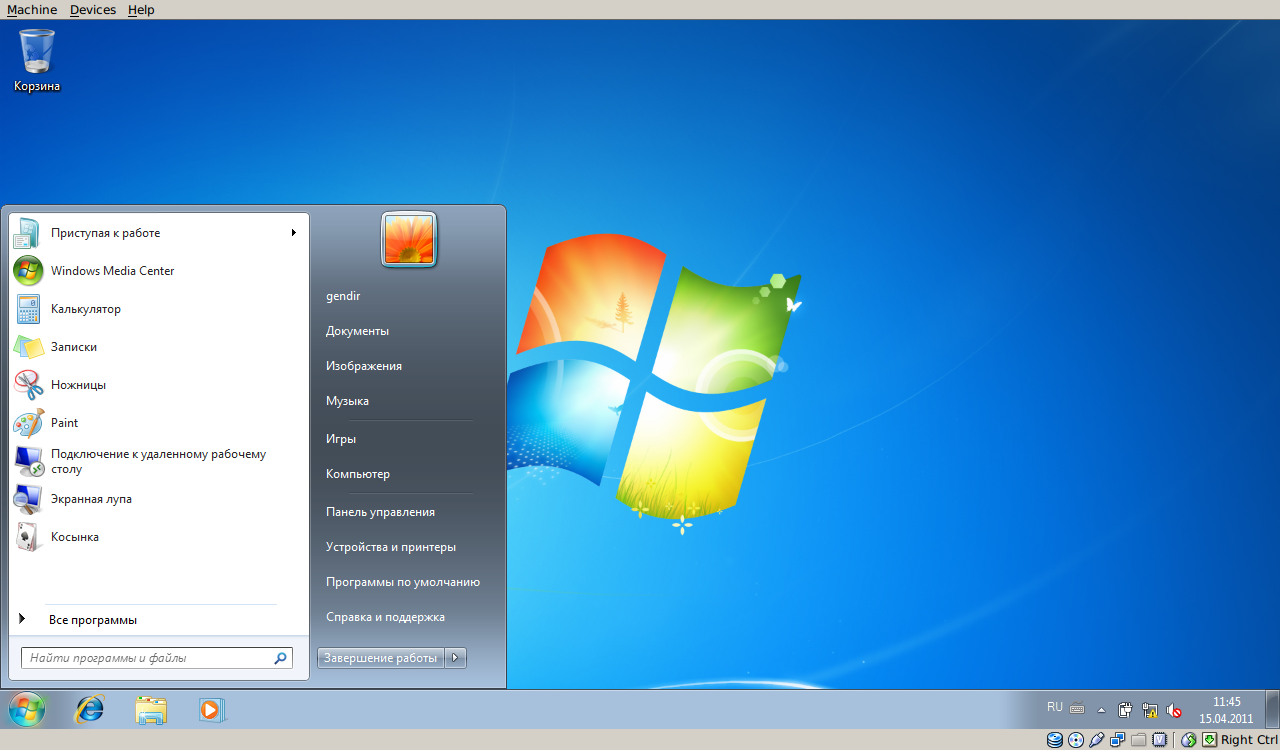 Machine Devices Help
Корзина
Приступая к работе
Windows Media Center
Калькулятор
Записки
Ножницы
Paint
Подключение к удаленному рабочему
столу
Экранная лупа
Косынка
Все программы
Найти программы и файлы
gendir
Документы
Изображения
Музыка
Игры
Компьютер
Панель управления
Устройства и принтеры
Программы по умолчанию
Справка и поддержка
Завершение работы
RU
11:45
15.04.2011
Right Ctrl